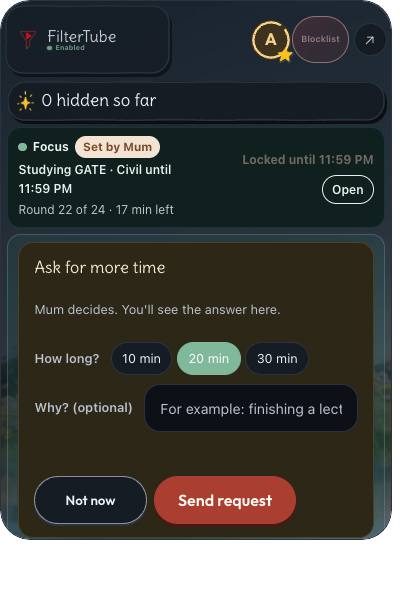 FilterTube
Enabled
A
Blocklist
0 hidden so far
Focus
Set by Mum
Studying GATE · Civil until
11:59 PM
Round 22 of 24 · 17 min left
Locked until 11:59 PM
Open
Ask for more time
Mum decides. You'll see the answer here.
How long?
10 min
20 min
30 min
Why? (optional)
For example: finishing a lect
Not now
Send request